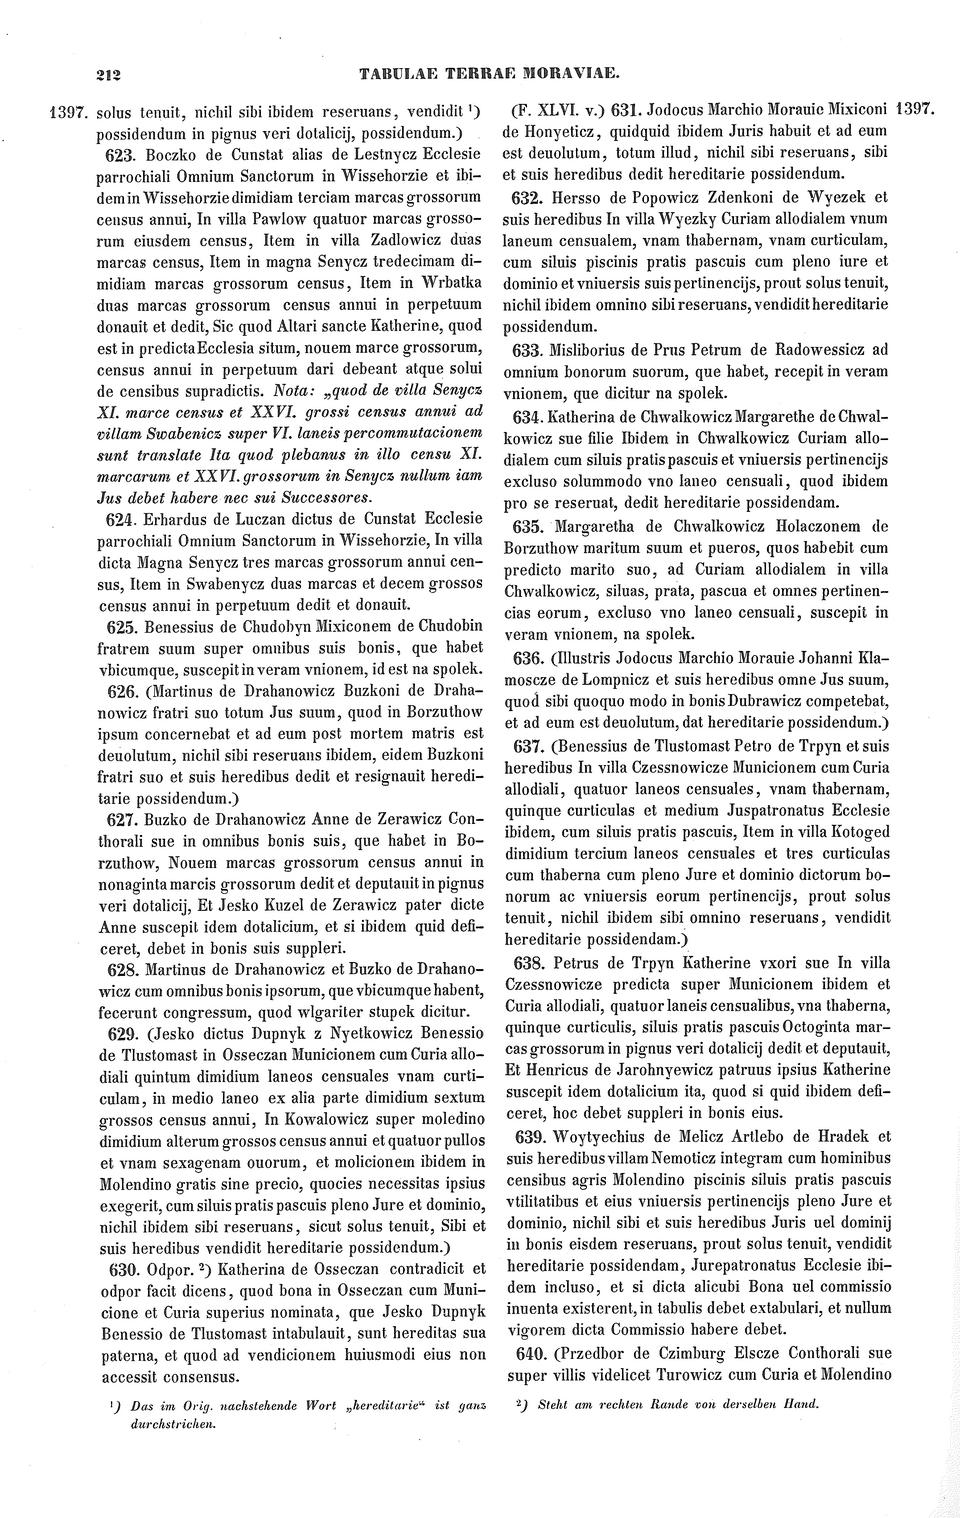 212
TABULAE TERRAE MORAVIAE.
1397.
solus tenuit, nichil sibi ibidem reseruans, vendidit ¹)
possidendum in pignus veri dotalicij, possidendum.)
623. Boczko de Cunstat alias de Lestnycz Ecclesie
parrochiali Omnium Sanctorum in Wissehorzie et ibi-
dem in Wissehorzie dimidiam terciam marcas grossorum
census annui, In villa Pawlow quatuor marcas grosso-
rum eiusdem census, Item in villa Zadlowicz duas
marcas census, Item in magna Senycz tredecimam di-
midiam marcas grossorum census, Item in Wrbatka
duas marcas grossorum census annui in perpetuum
donauit et dedit, Sic quod Altari sancte Katherine, quod
est in predicta Ecclesia situm, nouem marce grossorum,
census annui in perpetuum dari debeant atque solui
de censibus supradictis. Nota: „quod de villa Senycz
XI. marce census et XXVI. grossi census annui ad
villam Swabenicz super VI. laneis percommutacionem
sunt translate Ita quod plebanus in illo censu XI.
marcarum et XXVI. grossorum in Senycz nullum iam
Jus debet habere nec sui Successores.
624. Erhardus de Luczan dictus de Cunstat Ecclesie
parrochiali Omnium Sanctorum in Wissehorzie, In villa
dicta Magna Senycz tres marcas grossorum annui cen-
sus, Item in Swabenycz duas marcas et decem grossos
census annui in perpetuum dedit et donauit.
625. Benessius de Chudobyn Mixiconem de Chudobin
fratrem suum super omnibus suis bonis, que habet
vbicumque, suscepit in veram vnionem, id est na spolek.
626. (Martinus de Drahanowicz Buzkoni de Draha-
nowicz fratri suo totum Jus suum, quod in Borzuthow
ipsum concernebat et ad eum post mortem matris est
deuolutum, nichil sibi reseruans ibidem, eidem Buzkoni
fratri suo et suis heredibus dedit et resignauit heredi-
tarie possidendum.)
627. Buzko de Drahanowicz Anne de Zerawicz Con-
thorali sue in omnibus bonis suis, que habet in Bo-
rzuthow, Nouem marcas grossorum census annui in
nonaginta marcis grossorum dedit et deputauit in pignus
veri dotalicij, Et Jesko Kuzel de Zerawicz pater dicte
Anne suscepit idem dotalicium, et si ibidem quid defi-
ceret, debet in bonis suis suppleri.
628. Martinus de Drahanowicz et Buzko de Drahano-
wicz cum omnibus bonis ipsorum, que vbicumque habent,
fecerunt congressum, quod wlgariter stupek dicitur.
629. (Jesko dictus Dupnyk z Nyetkowicz Benessio
de Tlustomast in Osseczan Municionem cum Curia allo-
diali quintum dimidium laneos censuales vnam curti-
culam, in medio laneo ex alia parte dimidium sextum
grossos census annui, In Kowalowicz super moledino
dimidium alterum grossos census annui et quatuor pullos
et vnam sexagenam ouorum, et molicionem ibidem in
Molendino gratis sine precio, quocies necessitas ipsius
exegerit, cum siluis pratis pascuis pleno Jure et dominio,
nichil ibidem sibi reseruans, sicut solus tenuit, Sibi et
suis heredibus vendidit hereditarie possidendum.)
630. Odpor. ²) Katherina de Osseczan contradicit et
odpor facit dicens, quod bona in Osseczan cum Muni-
cione et Curia superius nominata, que Jesko Dupnyk
Benessio de Tlustomast intabulauit, sunt hereditas sua
paterna, et quod ad vendicionem huiusmodi eius non
accessit consensus.
¹) Das im Orig. nachstehende Wort „hereditarie“ ist ganz
durchstrichen.
(F. XLVI. v.) 631. Jodocus Marchio Morauie Mixiconi
1397.
de Honyeticz, quidquid ibidem Juris habuit et ad eum
est deuolutum, totum illud, nichil sibi reseruans, sibi
et suis heredibus dedit hereditarie possidendum.
632. Hersso de Popowicz Zdenkoni de Wyezek et
suis heredibus In villa Wyezky Curiam allodialem vnum
laneum censualem, vnam thabernam, vnam curticulam,
cum siluis piscinis pratis pascuis cum pleno iure et
dominio et vniuersis suis pertinencijs, prout solus tenuit,
nichil ibidem omnino sibi reseruans, vendidit hereditarie
possidendum.
633. Misliborius de Prus Petrum de Radowessicz ad
omnium bonorum suorum, que habet, recepit in veram
vnionem, que dicitur na spolek.
634. Katherina de Chwalkowicz Margarethe de Chwal-
kowicz sue filie Ibidem in Chwalkowicz Curiam allo-
dialem cum siluis pratis pascuis et vniuersis pertinencijs
excluso solummodo vno laneo censuali, quod ibidem
pro se reseruat, dedit hereditarie possidendam.
635. Margaretha de Chwalkowicz Holaczonem de
Borzuthow maritum suum et pueros, quos habebit cum
predicto marito suo, ad Curiam allodialem in villa
Chwalkowicz, siluas, prata, pascua et omnes pertinen-
cias eorum, excluso vno laneo censuali, suscepit in
veram vnionem, na spolek.
636. (Illustris Jodocus Marchio Morauie Johanni Kla-
moscze de Lompnicz et suis heredibus omne Jus suum,
quod sibi quoquo modo in bonis Dubrawicz competebat,
et ad eum est deuolutum, dat hereditarie possidendum.)
637. (Benessius de Tlustomast Petro de Trpyn et suis
heredibus In villa Czessnowicze Municionem cum Curia
allodiali, quatuor laneos censuales, vnam thabernam,
quinque curticulas et medium Juspatronatus Ecclesie
ibidem, cum siluis pratis pascuis, Item in villa Kotoged
dimidium tercium laneos censuales et tres curticulas
cum thaberna cum pleno Jure et dominio dictorum bo-
norum ac vniuersis eorum pertinencijs, prout solus
tenuit, nichil ibidem sibi omnino reseruans, vendidit
hereditarie possidendam.)
638. Petrus de Trpyn Katherine vxori sue In villa
Czessnowicze predicta super Municionem ibidem et
Curia allodiali, quatuor laneis censualibus, vna thaberna,
quinque curticulis, siluis pratis pascuis Octoginta mar-
cas grossorum in pignus veri dotalicij dedit et deputauit,
Et Henricus de Jarohnyewicz patruus ipsius Katherine
suscepit idem dotalicium ita, quod si quid ibidem defi-
ceret, hoc debet suppleri in bonis eius.
639. Woytyechius de Melicz Artlebo de Hradek et
suis heredibus villam Nemoticz integram cum hominibus
censibus agris Molendino piscinis siluis pratis pascuis
vtilitatibus et eius vniuersis pertinencijs pleno Jure et
dominio, nichil sibi et suis heredibus Juris uel dominij
in bonis eisdem reseruans, prout solus tenuit, vendidit
hereditarie possidendam, Jurepatronatus Ecclesie ibi-
dem incluso, et si dicta alicubi Bona uel commissio
inuenta existerent, in tabulis debet extabulari, et nullum
vigorem dicta Commissio habere debet.
640. (Przedbor de Czimburg Elscze Conthorali sue
super villis videlicet Turowicz cum Curia et Molendino
²) Steht am rechten Rande von derselben Hand.